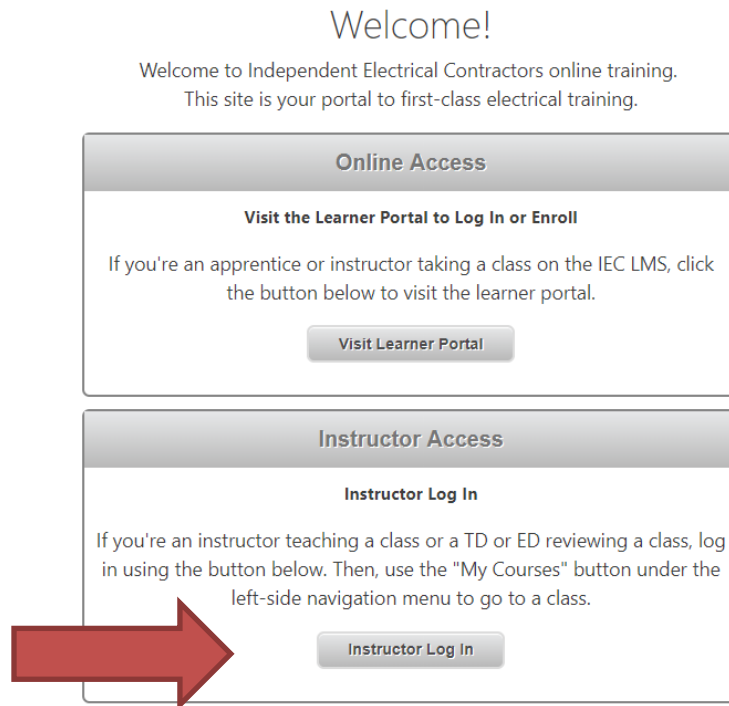 Welcome!
Welcome to Independent Electrical Contractors online training.
This site is your portal to first-class electrical training.
Online Access
Visit the Learner Portal to Log In or Enroll
If you're an apprentice or instructor taking a class on the IEC LMS, click
the button below to visit the learner portal.
Visit Learner Portal
Instructor Access
Instructor Log In
If you're an instructor teaching a class or a TD or ED reviewing a class, log
in using the button below. Then, use the "My Courses" button under the
left-side navigation menu to go to a class.
Instructor Log In